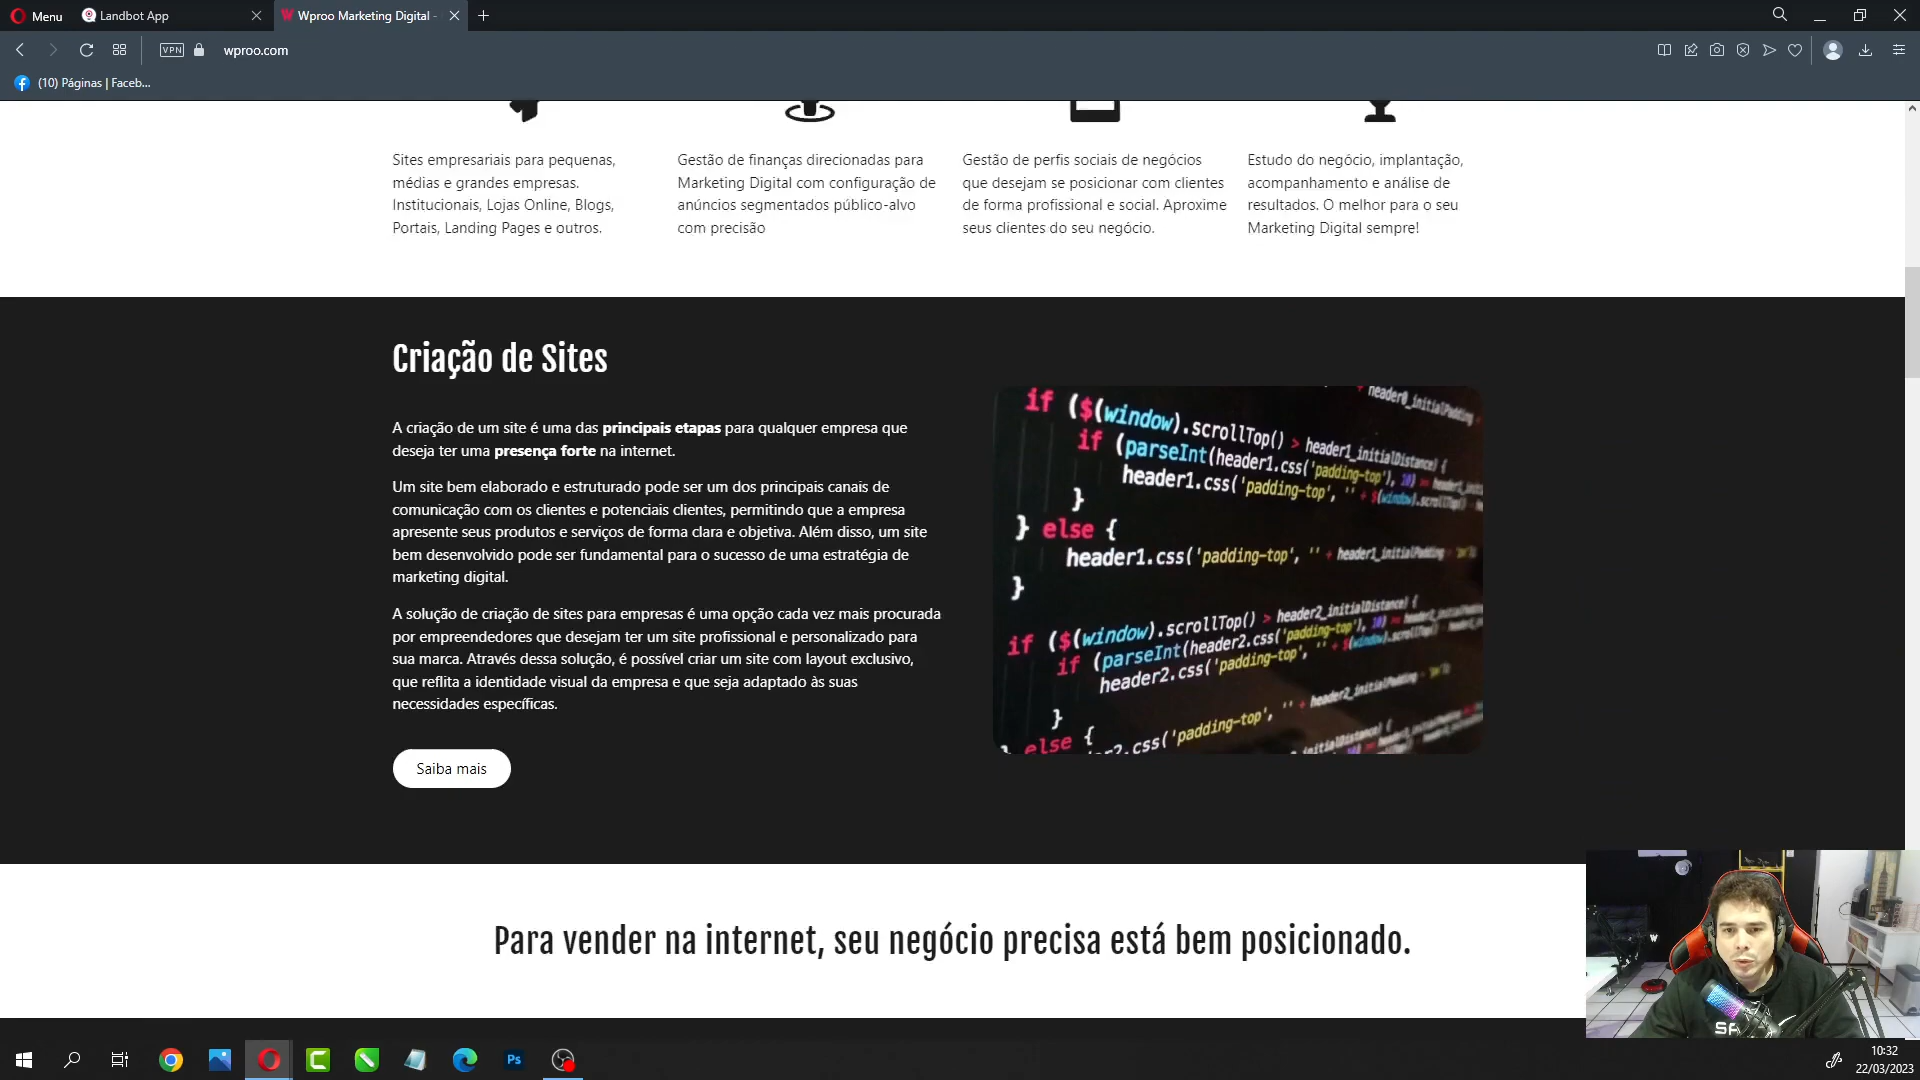 Menu
Landbot App
Wproo Marketing Digital -
VPN
wproo.com
(10) Páginas | Faceb...
Sites empresariais para pequenas,
médias e grandes empresas.
Institucionais, Lojas Online, Blogs,
Portais, Landing Pages e outros.
Gestão de finanças direcionadas para
Marketing Digital com configuração de
anúncios segmentados público-alvo
com precisão
Gestão de perfis sociais de negócios
que desejam se posicionar com clientes
de forma profissional e social. Aproxime
seus clientes do seu negócio.
Estudo do negócio, implantação,
acompanhamento e análise de
resultados. O melhor para o seu
Marketing Digital sempre!
Criação de Sites
A criação de um site é uma das principais etapas para qualquer empresa que
deseja ter uma presença forte na internet.
Um site bem elaborado e estruturado pode ser um dos principais canais de
comunicação com os clientes e potenciais clientes, permitindo que a empresa
apresente seus produtos e serviços de forma clara e objetiva. Além disso, um site
bem desenvolvido pode ser fundamental para o sucesso de uma estratégia de
marketing digital.
A solução de criação de sites para empresas é uma opção cada vez mais procurada
por empreendedores que desejam ter um site profissional e personalizado para
sua marca. Através dessa solução, é possível criar um site com layout exclusivo,
que reflita a identidade visual da empresa e que seja adaptado às suas
necessidades específicas.
Saiba mais
header0_initialPadding
if ($(window).scrollTop() > header1_initialDistance) {
if (parseInt(header1.css('padding-top'), 10) >=
header1.css('padding-top', '' + $(window).scrollTop()
}
} else {
header1.css('padding-top', '' + header1_initialPadding
}
if ($(window).scrollTop() > header2_initialDistance) {
if (parseInt(header2.css('padding-top'), 10)
header2.css('padding-top', '' + $(window).scrollTop()
}
else {
'padding-top', '' + header2_initialPadding
Para vender na internet, seu negócio precisa está bem posicionado.
Ps
10:32
22/03/2023